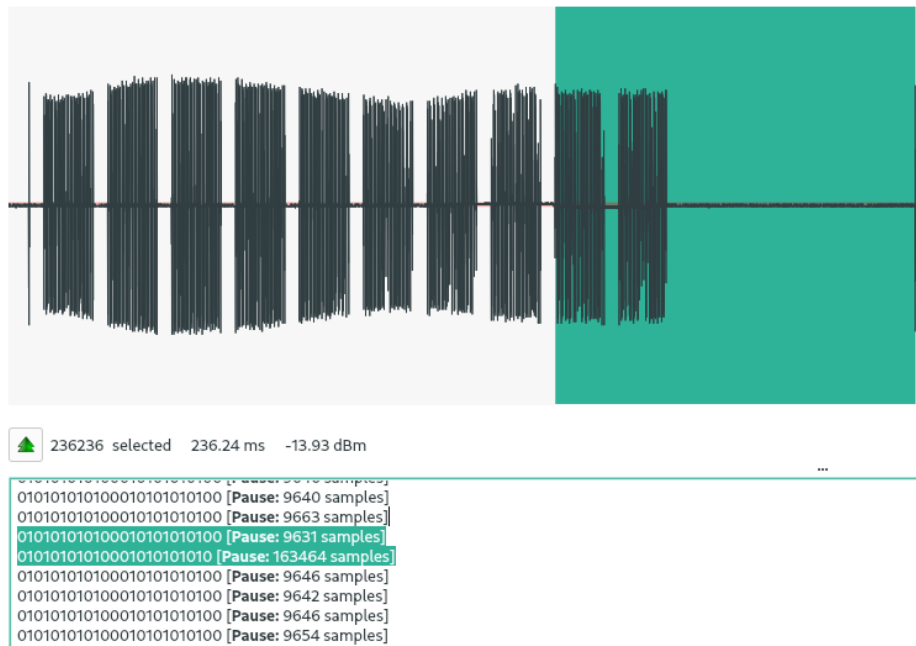 236236 selected 236.24 ms -13.93 dBm
...
010101010100010101010100 [Pause: 9640 samples]
010101010100010101010100 [Pause: 9663 samples]
010101010100010101010100 [Pause: 9631 samples]
01010101010001010101010 [Pause: 163464 samples]
010101010100010101010100 [Pause: 9646 samples]
010101010100010101010100 [Pause: 9642 samples]
010101010100010101010100 [Pause: 9646 samples]
010101010100010101010100 [Pause: 9654 samples]